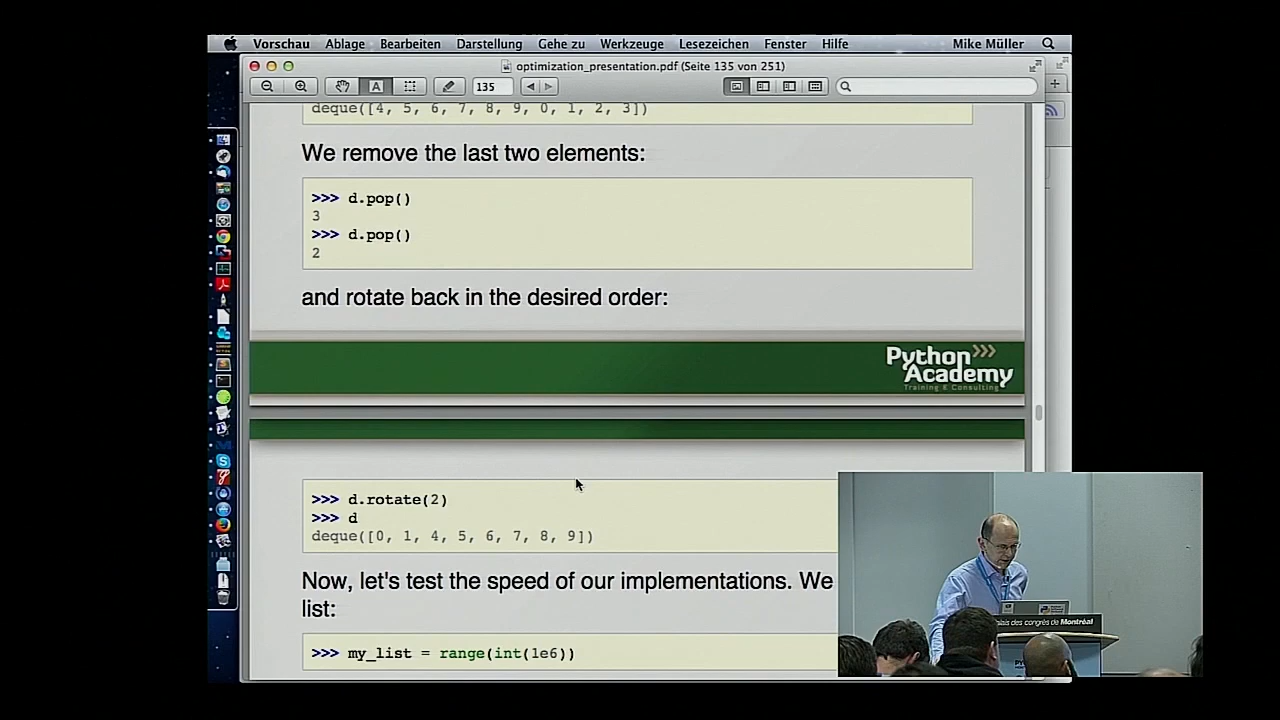 Vorschau Ablage Bearbeiten Darstellung Gehe zu Werkzeuge Lesezeichen Fenster Hilfe Mike Müller
optimization_presentation.pdf (Seite 135 von 251)
135
deque([4, 5, 6, 7, 8, 9, 0, 1, 2, 3])
We remove the last two elements:
>>> d.pop()
3
>>> d.pop()
2
and rotate back in the desired order:
Python >>>
Academy
Training & Consulting
>>> d.rotate(2)
>>> d
deque([0, 1, 4, 5, 6, 7, 8, 9])
Now, let's test the speed of our implementations. We
list:
>>> my_list = range(int(1e6))
des congrès de Montréal